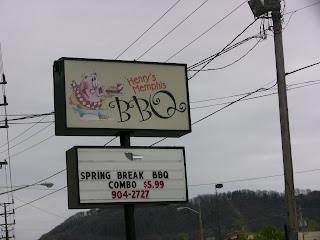 Henry's
Memphis
BBQ
SPRING BREAK BBQ
COMBO $5.99
904-2727